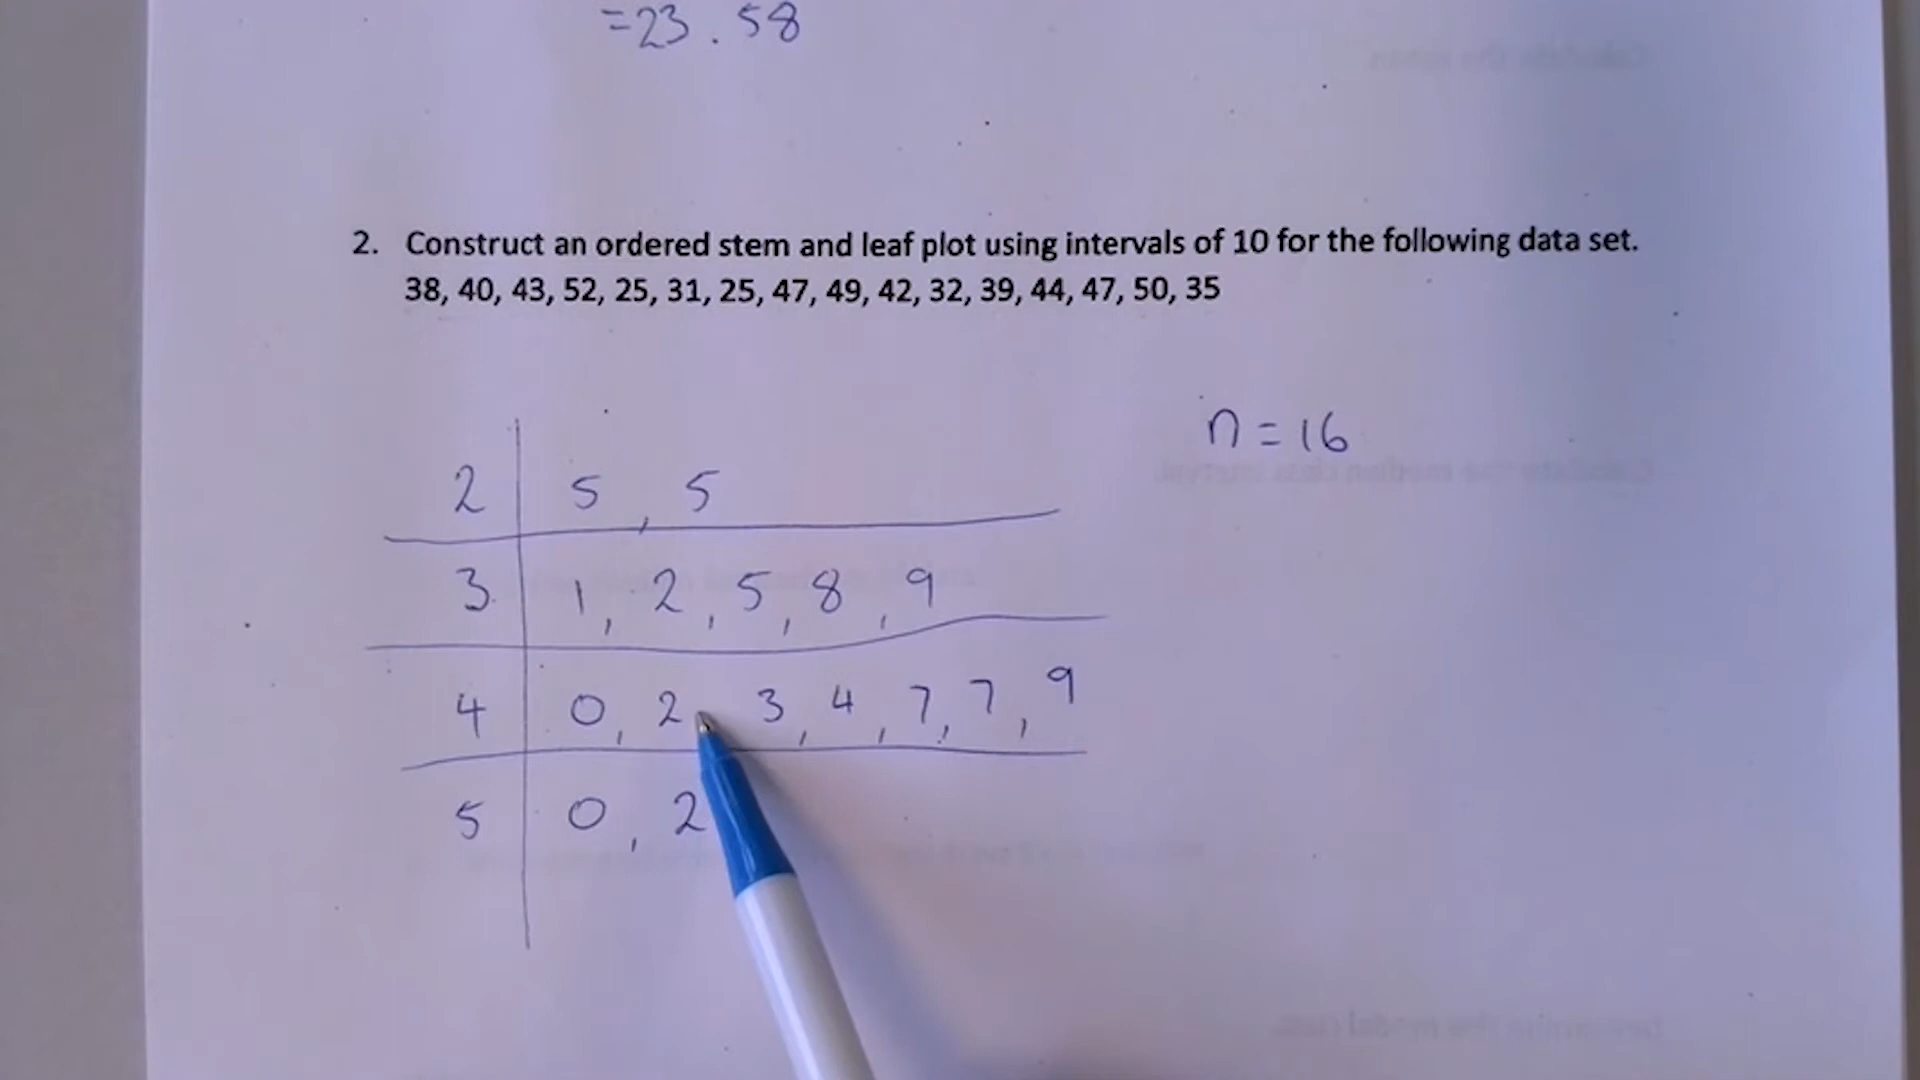 =23.58
2. Construct an ordered stem and leaf plot using intervals of 10 for the following data set.
38, 40, 43, 52, 25, 31, 25, 47, 49, 42, 32, 39, 44, 47, 50, 35
n = 16
2 | 5, 5
3 | 1, 2, 5, 8, 9
4 | 0, 2 3, 4, 7, 7, 9
5 | 0, 2